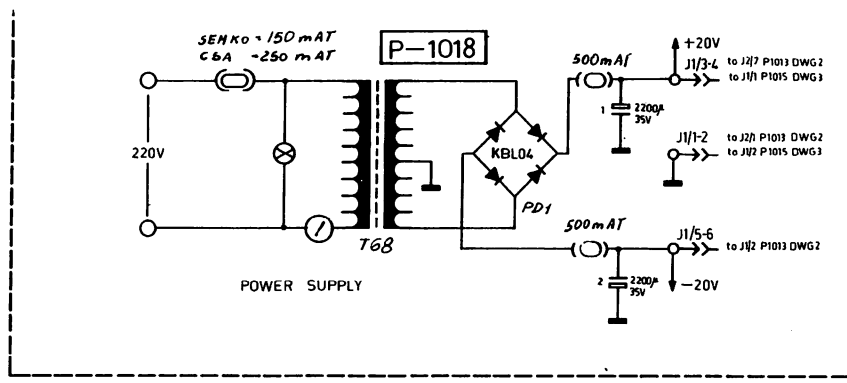 SEMKO = 150 mAT
CSA - 250 mAT
P-1018
220V
T68
KBL04
PD1
500mAT
1
2200/µ
35V
+20V
J1/3-4
to J2/7 P1013 DWG2
to J1/1 P1015 DWG3
J1/1-2
to J2/1 P1013 DWG2
to J1/2 P1015 DWG3
500mAT
2
2200/µ
35V
J1/5-6
to J1/2 P1013 DWG2
-20V
POWER SUPPLY